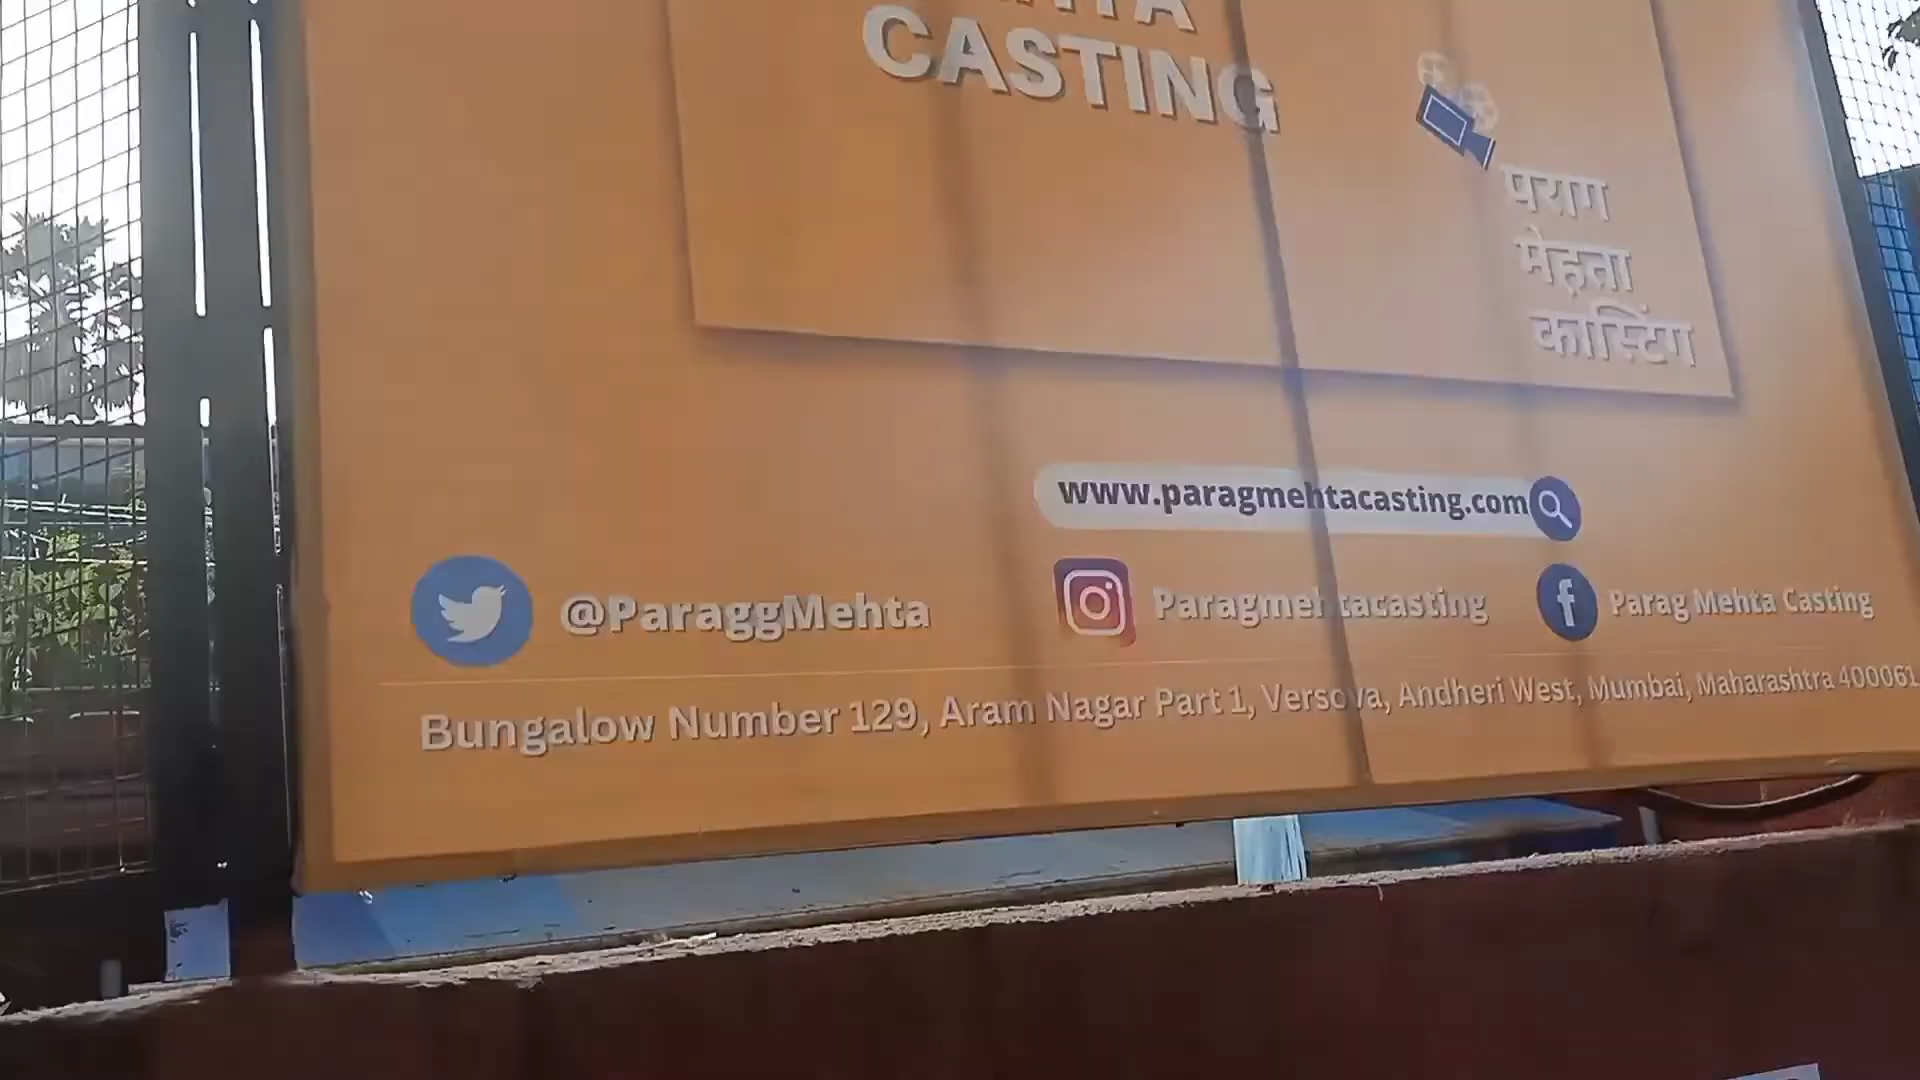 CASTING
पराग
मेहता
कास्टिंग
www.paragmehtacasting.com
@ParaggMehta
Paragmehtacasting
Parag Mehta Casting
Bungalow Number 129, Aram Nagar Part 1, Versova, Andheri West, Mumbai, Maharashtra 400061